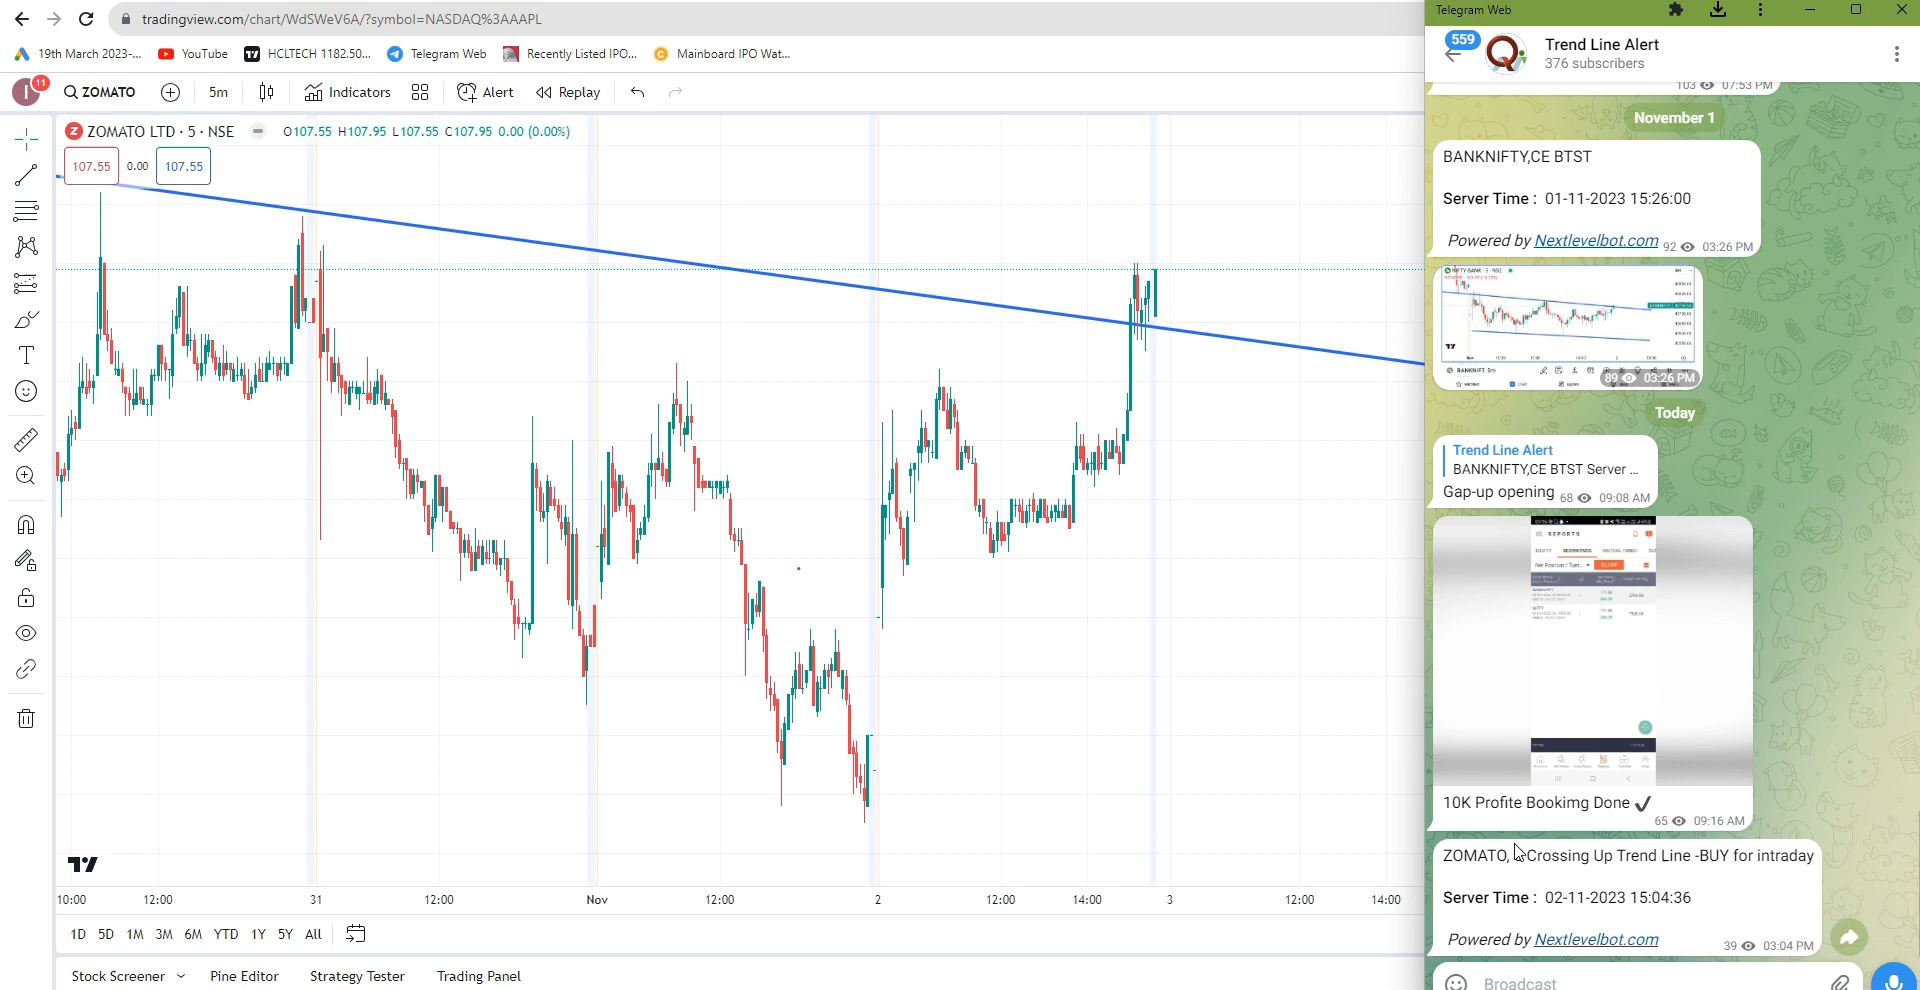 tradingview.com/chart/WdSWeV6A/?symbol=NASDAQ%3AAAPL
19th March 2023-... YouTube HCLTECH 1182.50... Telegram Web Recently Listed IPO... Mainboard IPO Wat...
I 11 ZOMATO 5m Indicators Alert Replay
Z ZOMATO LTD · 5 · NSE O107.55 H107.95 L107.55 C107.95 0.00 (0.00%)
107.55 0.00 107.55
10:00 12:00 31 12:00 Nov 12:00 2 12:00 14:00 3 12:00 14:00
1D 5D 1M 3M 6M YTD 1Y 5Y All
Stock Screener Pine Editor Strategy Tester Trading Panel
Telegram Web
559
Trend Line Alert
376 subscribers
103 07:53 PM
November 1
BANKNIFTY,CE BTST
Server Time : 01-11-2023 15:26:00
Powered by Nextlevelbot.com 92 03:26 PM
BANKNIFT 5m
89 03:26 PM
Today
Trend Line Alert
BANKNIFTY,CE BTST Server ...
Gap-up opening 68 09:08 AM
REPORTS
10K Profite Bookimg Done ✔
65 09:16 AM
ZOMATO, -Crossing Up Trend Line -BUY for intraday
Server Time : 02-11-2023 15:04:36
Powered by Nextlevelbot.com 39 03:04 PM
Broadcast